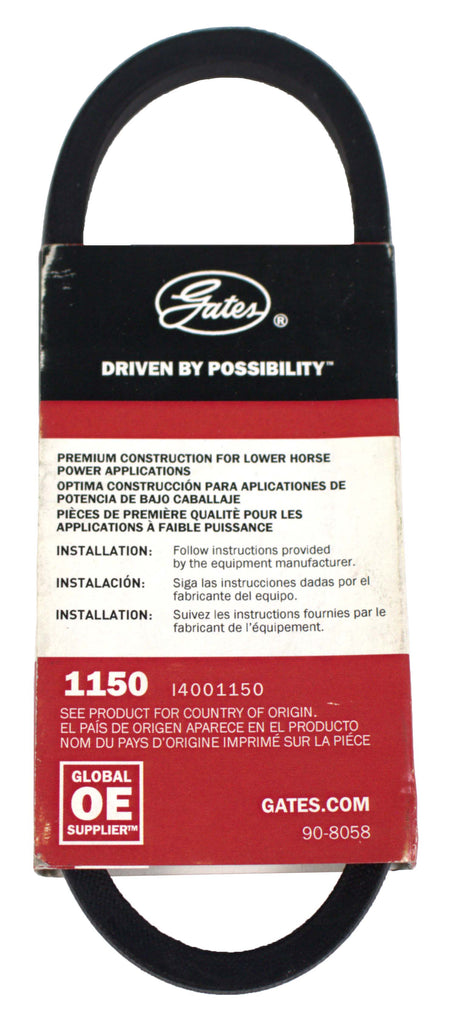 Gates®
DRIVEN BY POSSIBILITY™
PREMIUM CONSTRUCTION FOR LOWER HORSE
POWER APPLICATIONS
OPTIMA CONSTRUCCIÓN PARA APLICATIONES DE
POTENCIA DE BAJO CABALLAJE
PIÈCES DE PREMIÈRE QUALITÈ POUR LES
APPLICATIONS À FAIBLE PUISSANCE
INSTALLATION: Follow instructions provided
by the equipment manufacturer.
INSTALACIÓN: Siga las instrucciones dadas por el
fabricante del equipo.
INSTALLATION: Suivez les instructions fournies par le
fabricant de l'équipement.
1150 I4001150
SEE PRODUCT FOR COUNTRY OF ORIGIN.
EL PAÍS DE ORIGEN APARECE EN EL PRODUCTO
NOM DU PAYS D'ORIGINE IMPRIMÉ SUR LA PIÉCE
GLOBAL
OE
SUPPLIER™
GATES.COM
90-8058